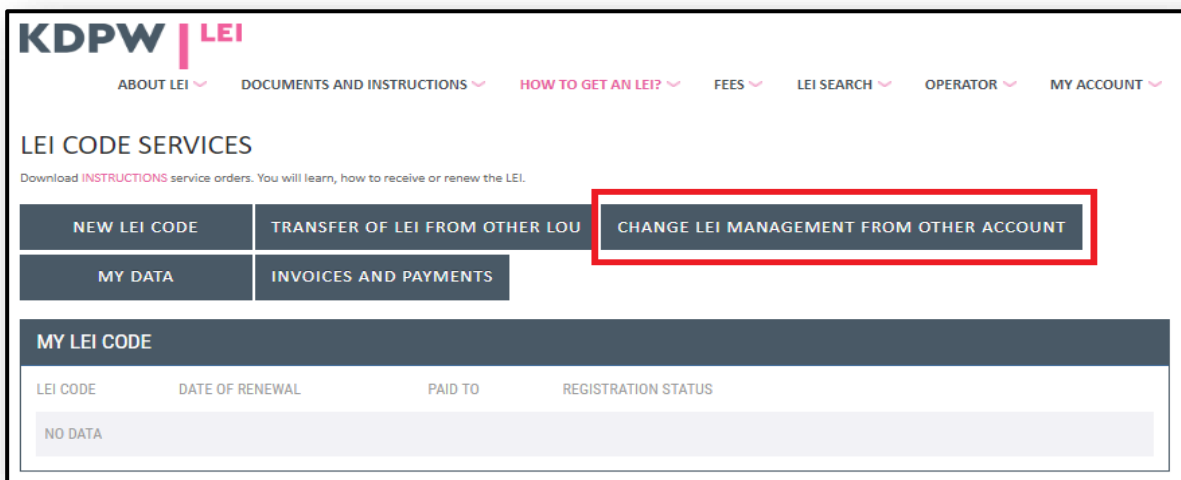 KDPW LEI
ABOUT LEI DOCUMENTS AND INSTRUCTIONS HOW TO GET AN LEI? FEES LEI SEARCH OPERATOR MY ACCOUNT
LEI CODE SERVICES
Download INSTRUCTIONS service orders. You will learn, how to receive or renew the LEI.
NEW LEI CODE TRANSFER OF LEI FROM OTHER LOU CHANGE LEI MANAGEMENT FROM OTHER ACCOUNT
MY DATA INVOICES AND PAYMENTS
MY LEI CODE
LEI CODE DATE OF RENEWAL PAID TO REGISTRATION STATUS
NO DATA